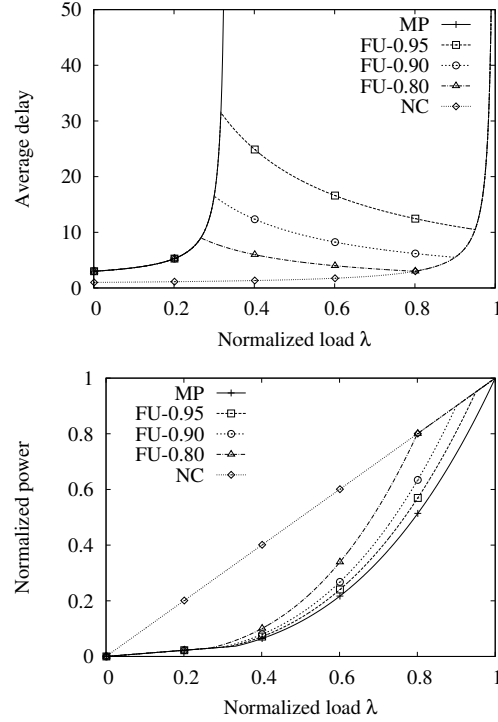 50
40
30
20
10
0
Average delay
MP
FU-0.95
FU-0.90
FU-0.80
NC
0 0.2 0.4 0.6 0.8 1
Normalized load λ
1
0.8
0.6
0.4
0.2
0
Normalized power
MP
FU-0.95
FU-0.90
FU-0.80
NC
0 0.2 0.4 0.6 0.8 1
Normalized load λ